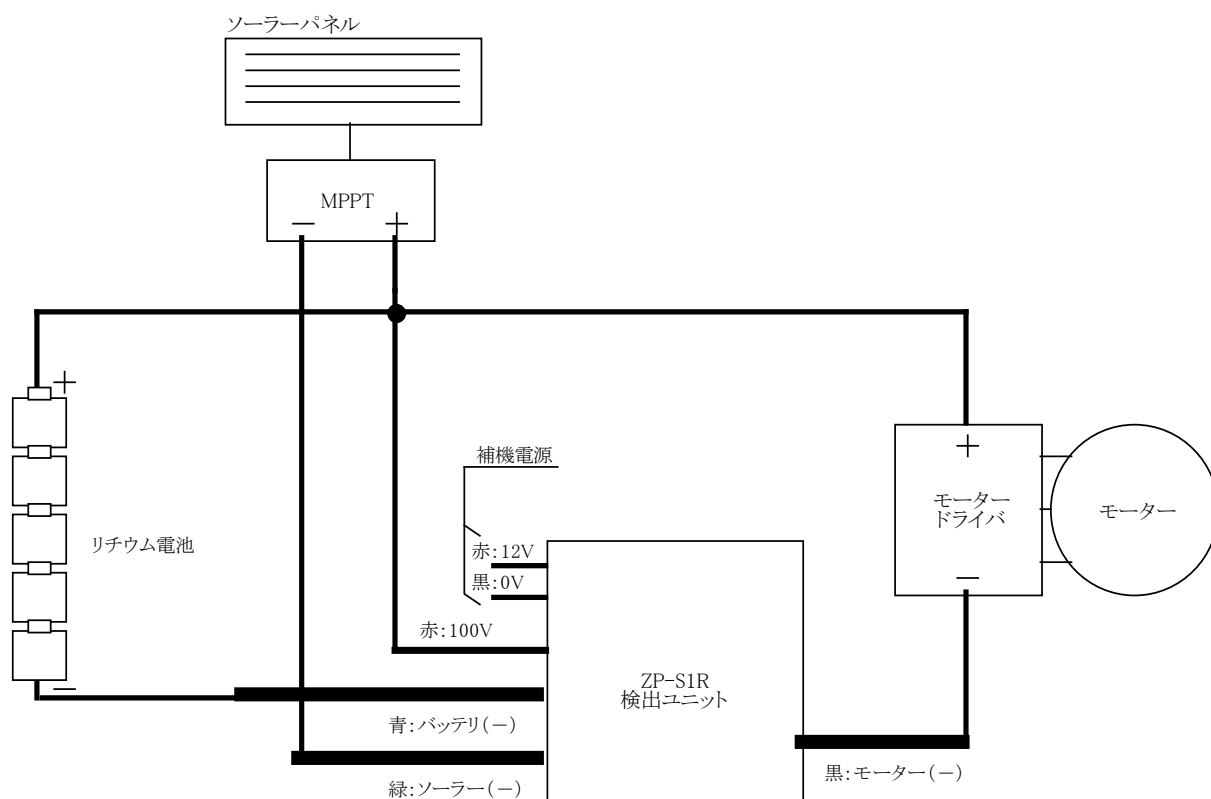 ソーラーパネル
MPPT
－ ＋
＋
補機電源
＋
モーター
ドライバ
モーター
リチウム電池
赤:12V
黒:0V
－
赤:100V
ZP-S1R
検出ユニット
－
青:バッテリ(－)
黒:モーター(－)
緑:ソーラー(－)